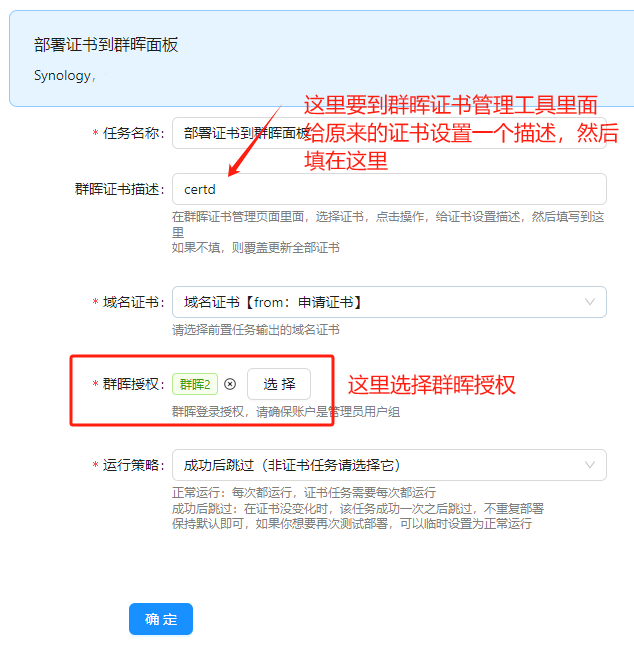 部署证书到群晖面板
Synology,
这里要到群晖证书管理工具里面
给原来的证书设置一个描述，然后
填在这里
* 任务名称：
部署证书到群晖面板
群晖证书描述：
certd
在群晖证书管理页面里面，选择证书，点击操作，给证书设置描述，然后填写到这
里
如果不填，则覆盖更新全部证书
* 域名证书：
域名证书【from：申请证书】
请选择前置任务输出的域名证书
* 群晖授权：
群晖2
选 择
这里选择群晖授权
群晖登录授权，请确保账户是管理员用户组
* 运行策略：
成功后跳过（非证书任务请选择它）
正常运行：每次都运行，证书任务需要每次都运行
成功后跳过：在证书没变化时，该任务成功一次之后跳过，不重复部署
保持默认即可，如果你想要再次测试部署，可以临时设置为正常运行
确 定